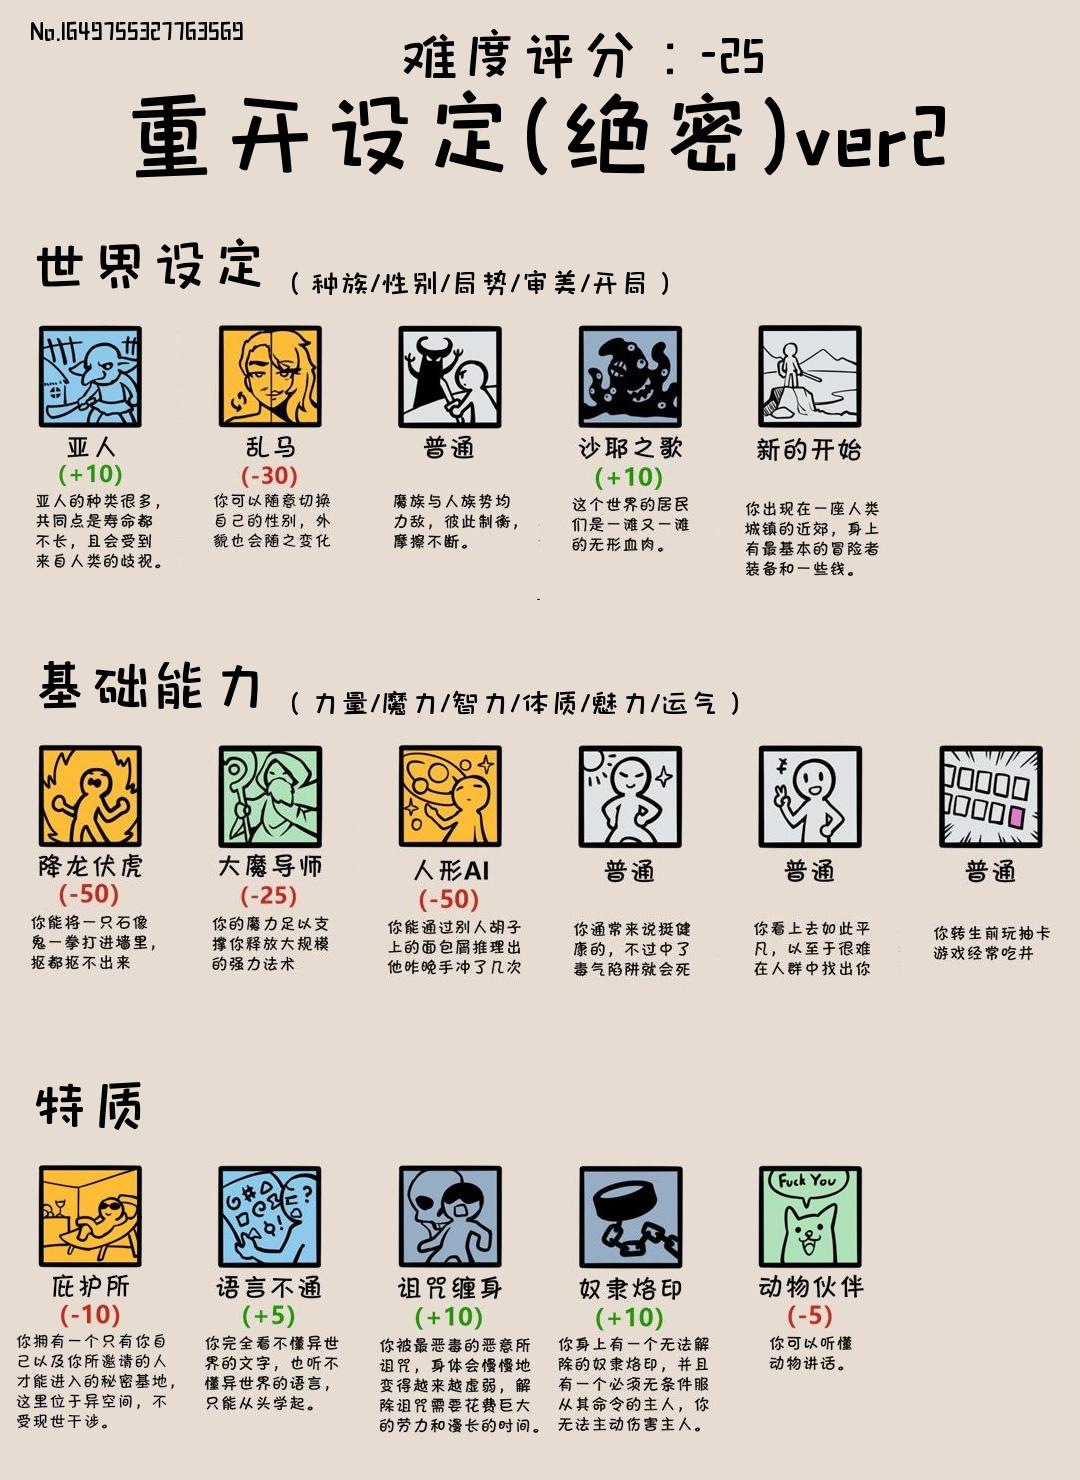 No.1649755327763569
难度评分：-25
重开设定(绝密)ver2
世界设定 （种族/性别/局势/审美/开局）
亚人
(+10)
亚人的种类很多，
共同点是寿命都
不长，且会受到
来自人类的歧视。
乱马
(-30)
你可以随意切换
自己的性别，外
貌也会随之变化
普通
魔族与人族势均
力敌，彼此制衡，
摩擦不断。
沙耶之歌
(+10)
这个世界的居民
们是一滩又一滩
的无形血肉。
新的开始
你出现在一座人类
城镇的近郊，身上
有最基本的冒险者
装备和一些钱。
基础能力 （力量/魔力/智力/体质/魅力/运气）
降龙伏虎
(-50)
你能将一只石像
鬼一拳打进墙里，
抠都抠不出来
大魔导师
(-25)
你的魔力足以支
撑你释放大规模
的强力法术
人形AI
(-50)
你能通过别人胡子
上的面包屑推理出
他昨晚手冲了几次
普通
你通常来说挺健
康的，不过中了
毒气陷阱就会死
普通
你看上去如此平
凡，以至于很难
在人群中找出你
普通
你转生前玩抽卡
游戏经常吃井
特质
庇护所
(-10)
你拥有一个只有你自
己以及你所邀请的人
才能进入的秘密基地，
这里位于异空间，不
受现世干涉。
语言不通
(+5)
你完全看不懂异世
界的文字，也听不
懂异世界的语言，
只能从头学起。
诅咒缠身
(+10)
你被最恶毒的恶意所
诅咒，身体会慢慢地
变得越来越虚弱，解
除诅咒需要花费巨大
的劳力和漫长的时间。
奴隶烙印
(+10)
你身上有一个无法解
除的奴隶烙印，并且
有一个必须无条件服
从其命令的主人，你
无法主动伤害主人。
Fuck You
动物伙伴
(-5)
你可以听懂
动物讲话。